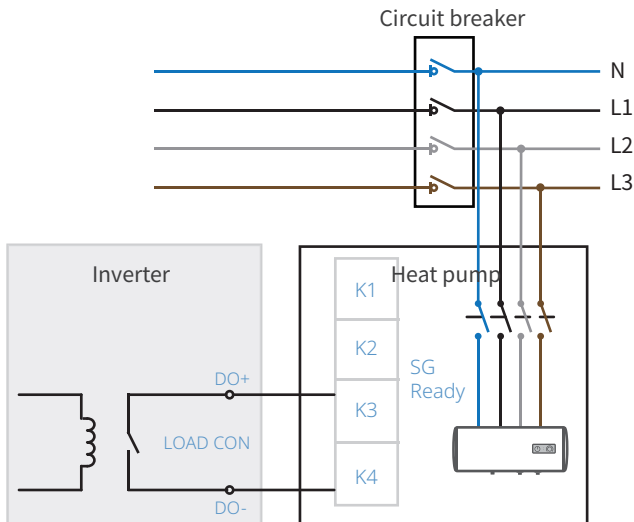 Circuit breaker
N
L1
L2
L3
Inverter
Heat pump
K1
K2
SG
Ready
DO+
K3
LOAD CON
K4
DO-